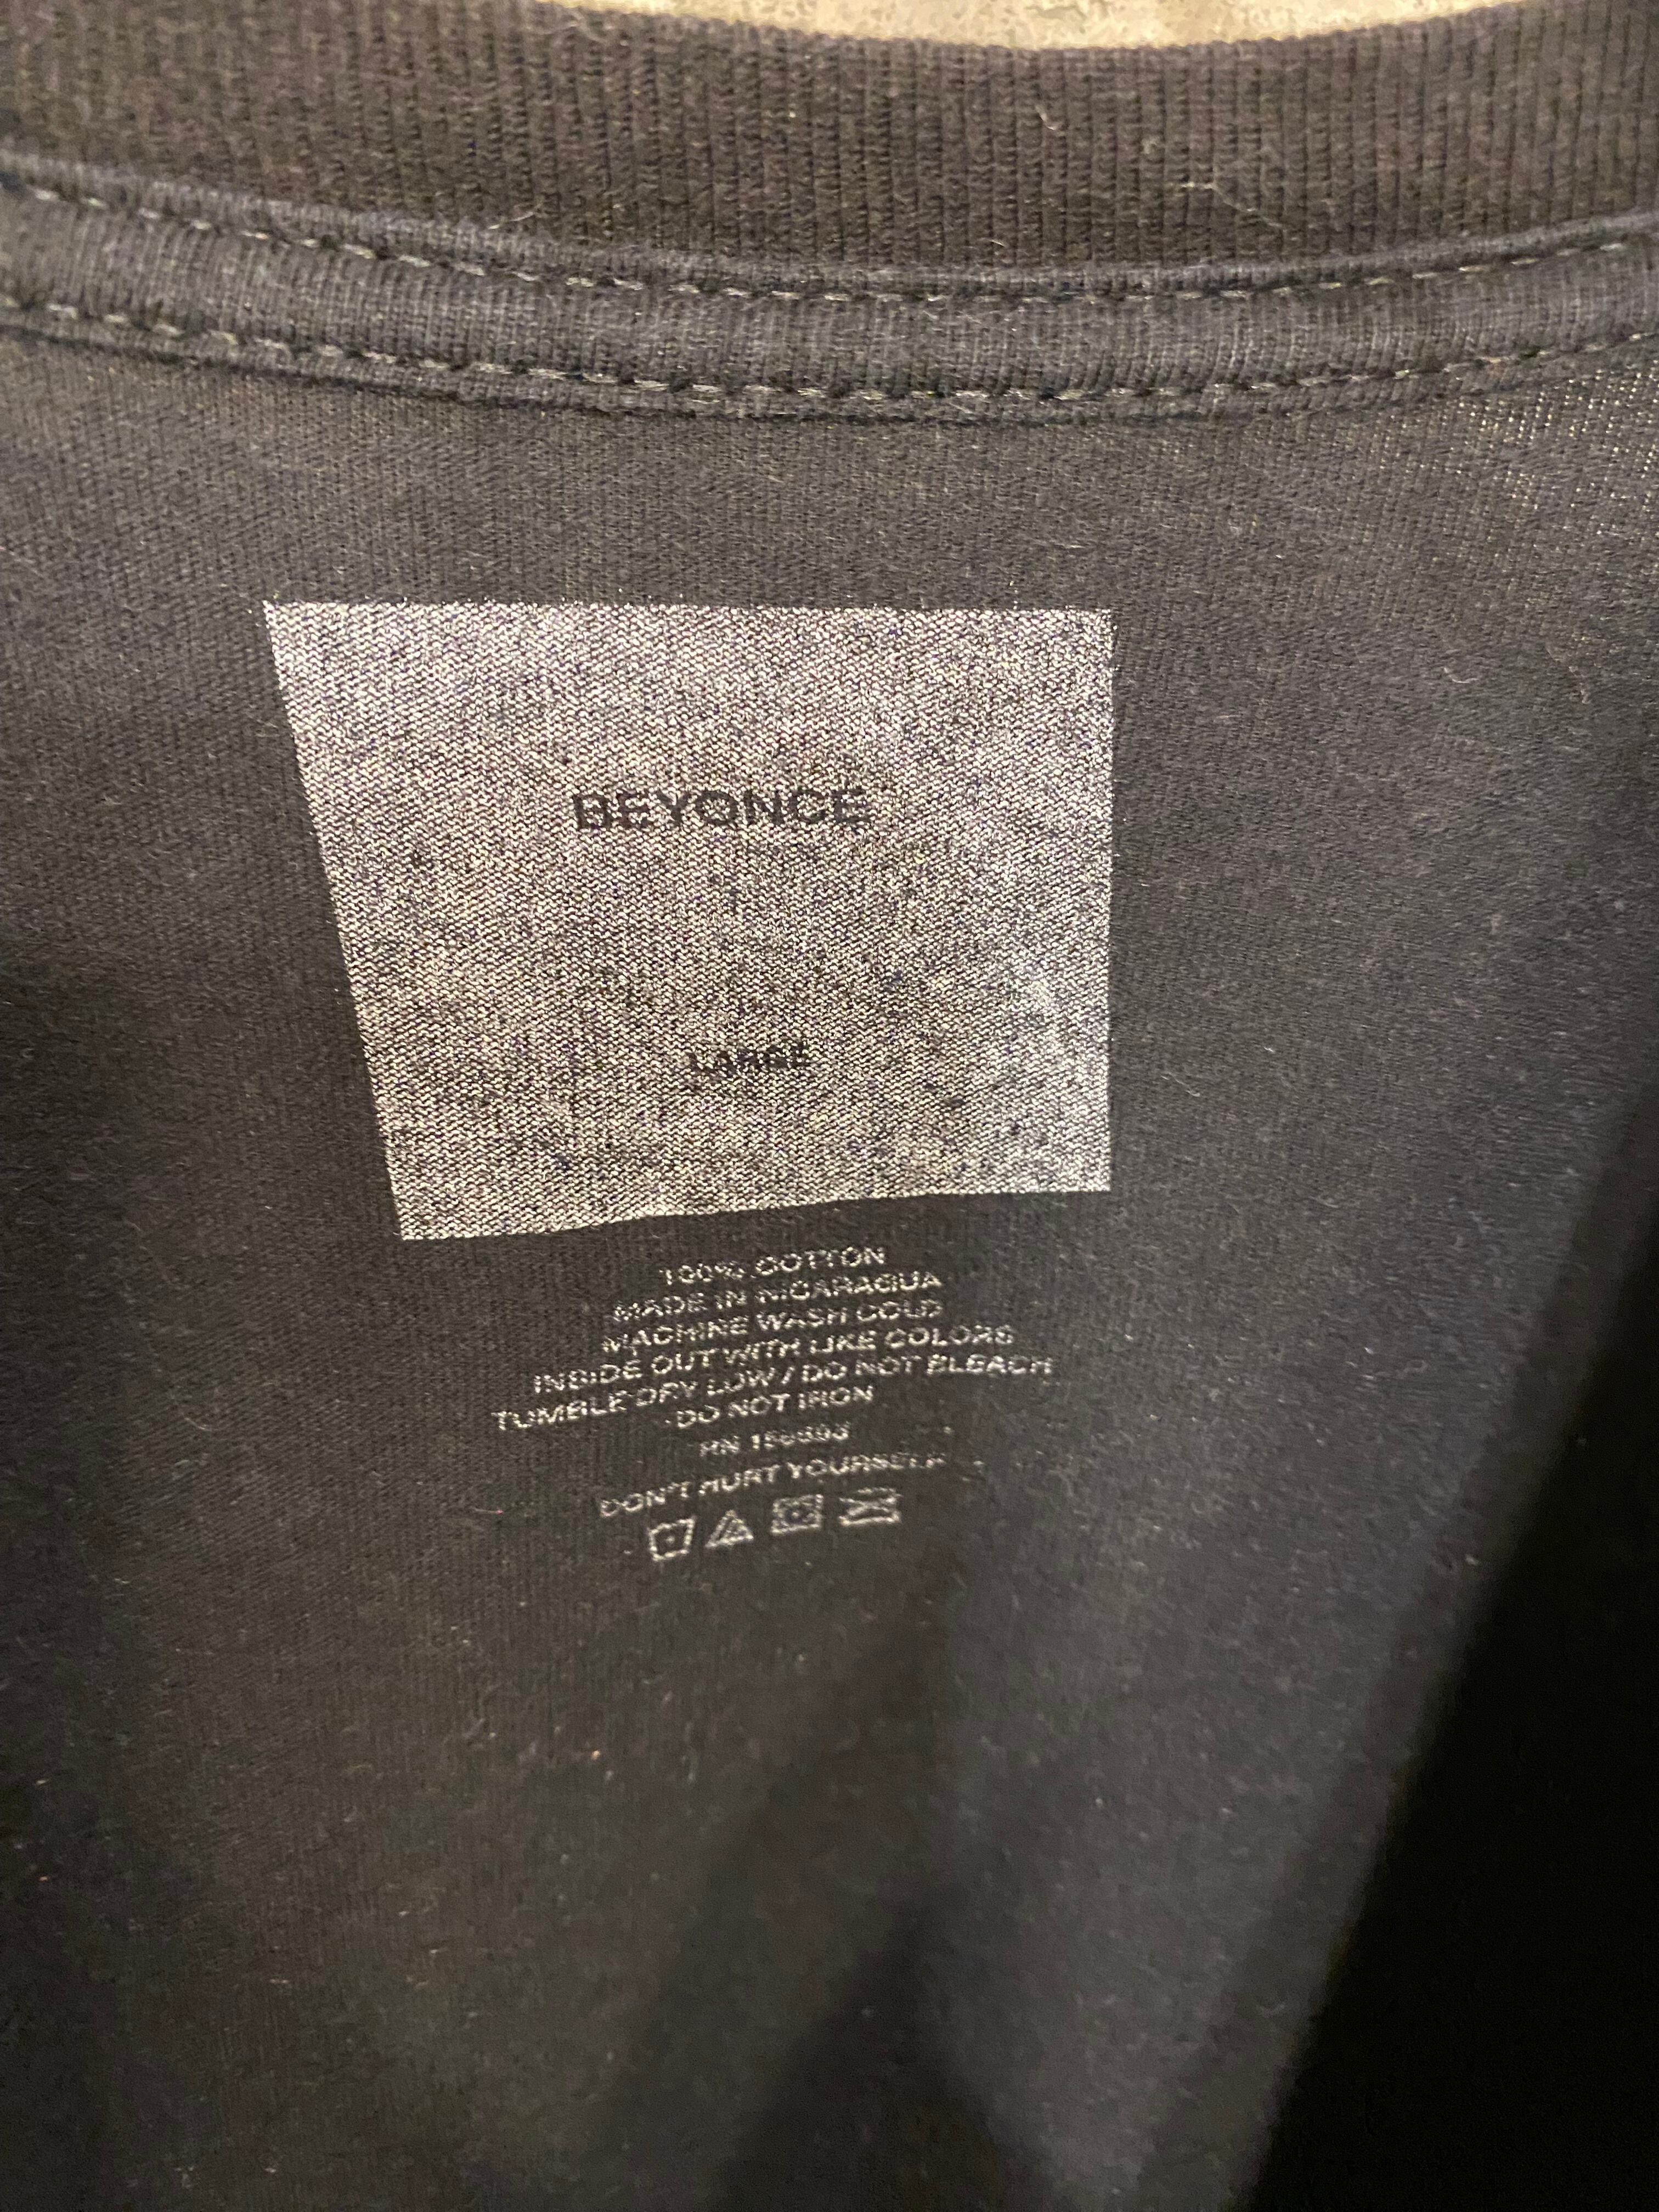 BEYONCE
LARGE
100% COTTON
MADE IN NICARAGUA
MACHINE WASH COLD
INSIDE OUT WITH LIKE COLORS
TUMBLE DRY LOW / DO NOT BLEACH
DO NOT IRON
RN
DON'T HURT YOURSELF